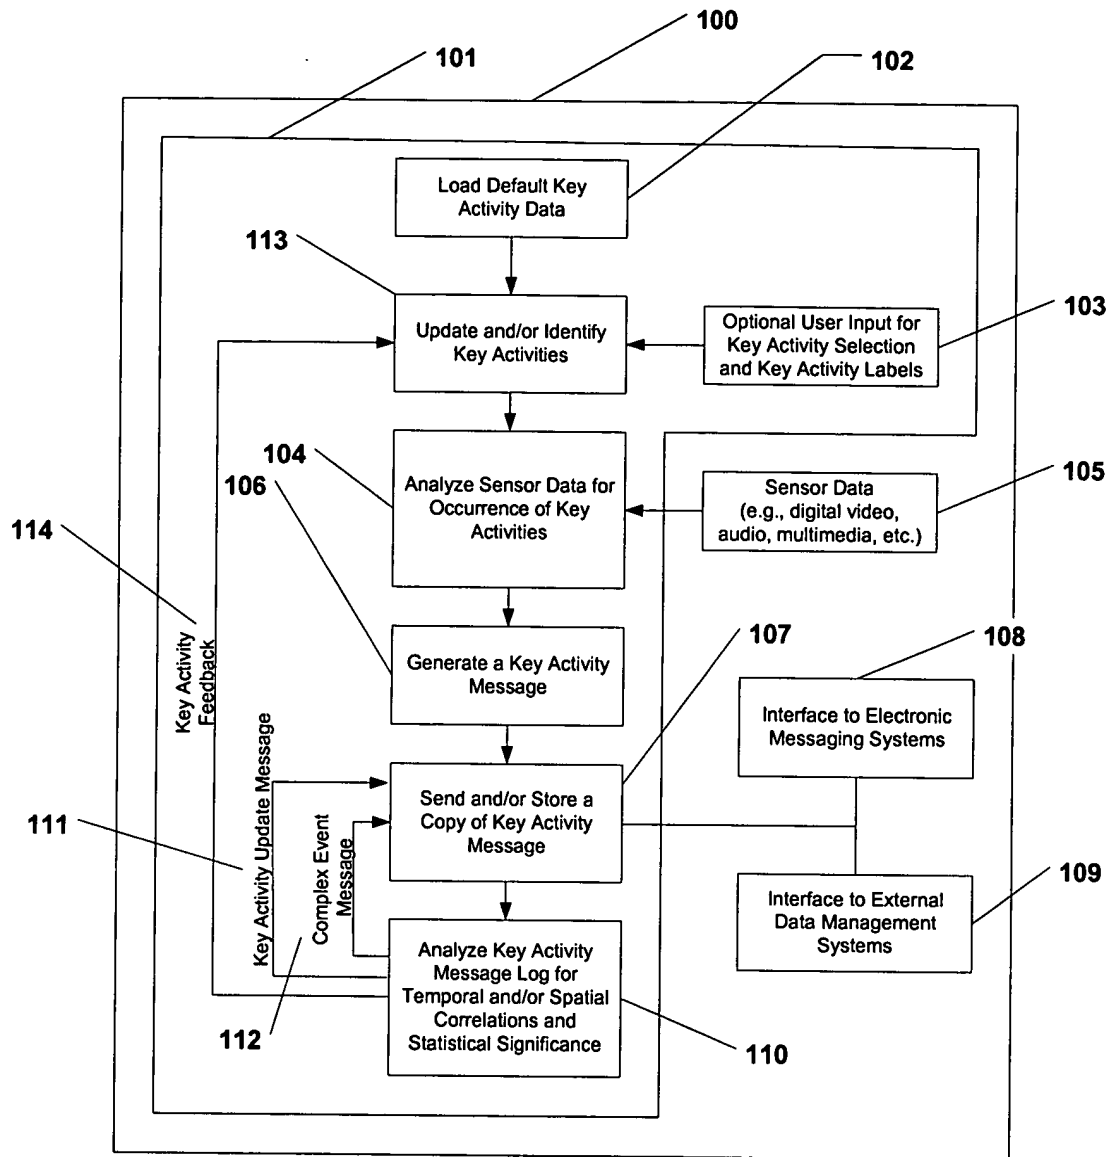 100
101
102
Load Default Key
Activity Data
113
Update and/or Identify
Key Activities
Optional User Input for
Key Activity Selection
and Key Activity Labels
103
104
Analyze Sensor Data for
Occurrence of Key
Activities
106
Sensor Data
(e.g., digital video,
audio, multimedia, etc.)
105
114
Key Activity
Feedback
Generate a Key Activity
Message
107
108
Interface to Electronic
Messaging Systems
Key Activity Update Message
111
Complex Event
Message
Send and/or Store a
Copy of Key Activity
Message
109
Interface to External
Data Management
Systems
112
Analyze Key Activity
Message Log for
Temporal and/or Spatial
Correlations and
Statistical Significance
110